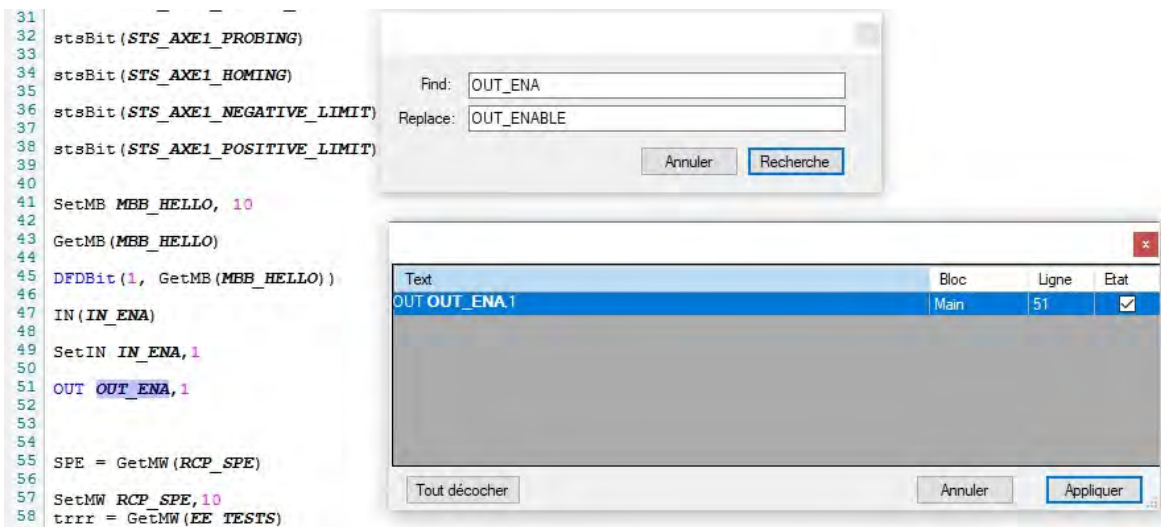 31
32 stsBit(STS_AXE1_PROBING)
33
34 stsBit(STS_AXE1_HOMING)
35
36 stsBit(STS_AXE1_NEGATIVE_LIMIT)
37
38 stsBit(STS_AXE1_POSITIVE_LIMIT)
39
40
41 SetMB MBB_HELLO, 10
42
43 GetMB(MBB_HELLO)
44
45 DFDBit(1, GetMB(MBB_HELLO))
46
47 IN(IN_ENA)
48
49 SetIN IN_ENA,1
50
51 OUT OUT_ENA,1
52
53
54
55 SPE = GetMW(RCP_SPE)
56
57 SetMW RCP_SPE,10
58 trrr = GetMW(EE_TESTS)
Find: OUT_ENA
Replace: OUT_ENABLE
Annuler Recherche
x
Text Bloc Ligne Etat
OUT OUT_ENA,1 Main 51
Tout décocher Annuler Appliquer